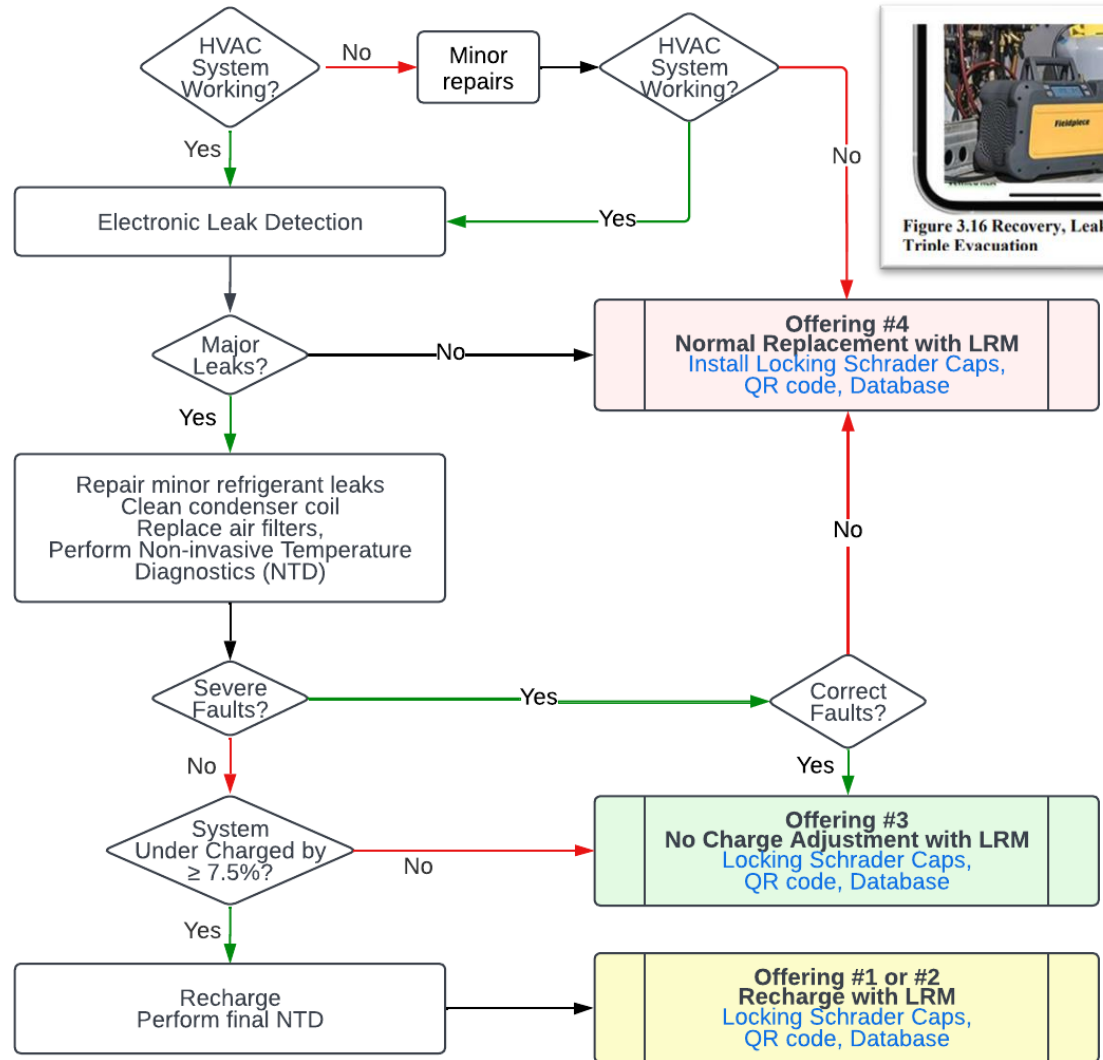 HVAC
System
Working?
No
Minor
repairs
HVAC
System
Working?
No
Yes
Yes
Electronic Leak Detection
Fieldpiece
Figure 3.16 Recovery, Leak
Triple Evacuation
Major
Leaks?
No
Offering #4
Normal Replacement with LRM
Install Locking Schrader Caps,
QR code, Database
Yes
Repair minor refrigerant leaks
Clean condenser coil
Replace air filters,
Perform Non-invasive Temperature
Diagnostics (NTD)
No
Severe
Faults?
Yes
Correct
Faults?
No
Yes
System
Under Charged by
≥ 7.5%?
No
Offering #3
No Charge Adjustment with LRM
Locking Schrader Caps,
QR code, Database
Yes
Recharge
Perform final NTD
Offering #1 or #2
Recharge with LRM
Locking Schrader Caps,
QR code, Database